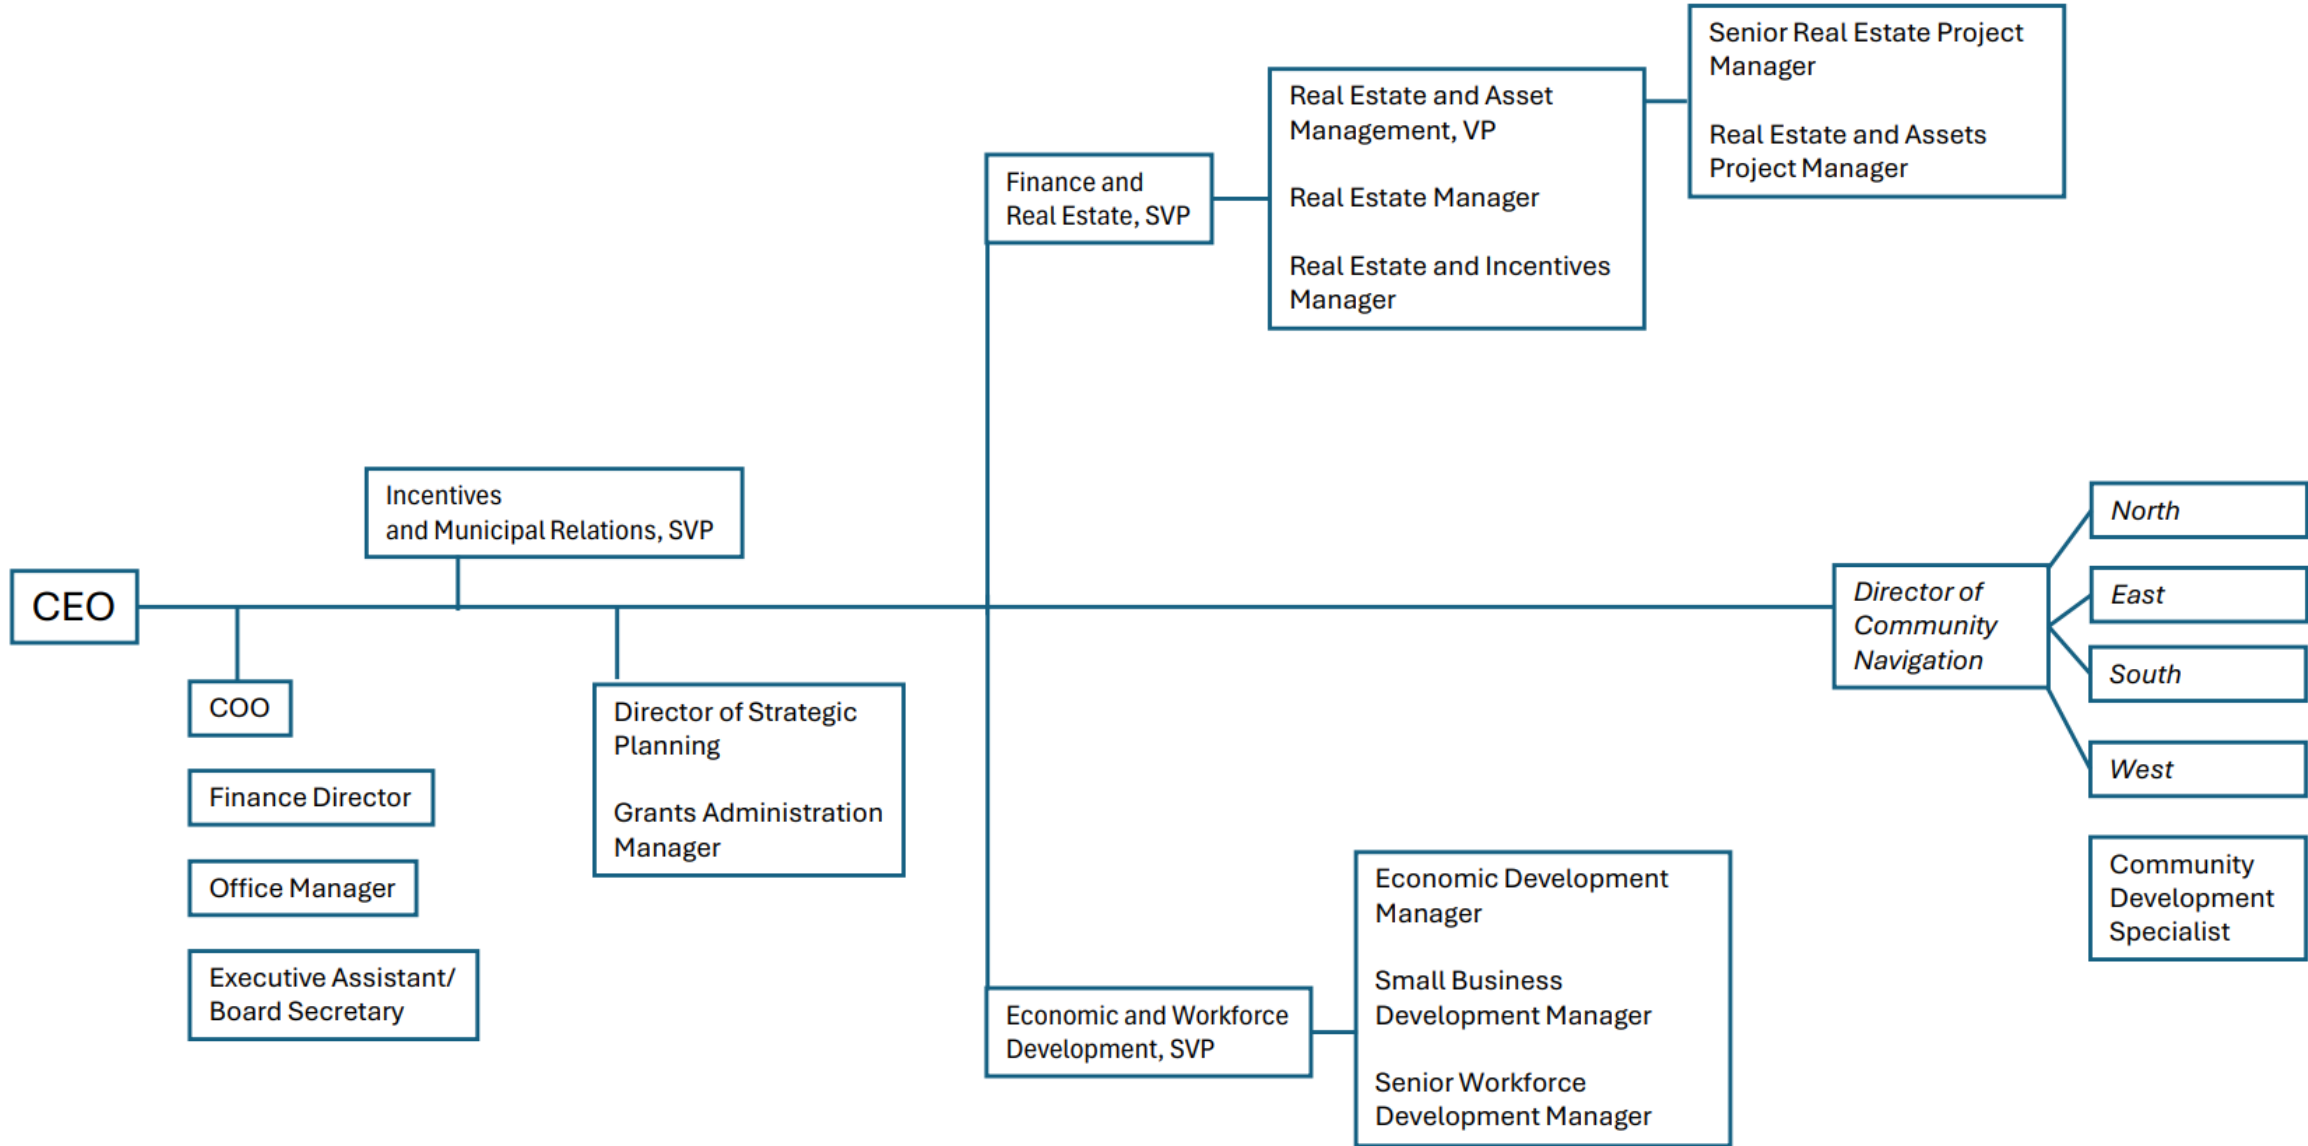 CEO
Incentives
and Municipal Relations, SVP
COO
Finance Director
Office Manager
Executive Assistant/
Board Secretary
Director of Strategic
Planning
Grants Administration
Manager
Finance and
Real Estate, SVP
Real Estate and Asset
Management, VP
Real Estate Manager
Real Estate and Incentives
Manager
Senior Real Estate Project
Manager
Real Estate and Assets
Project Manager
Economic and Workforce
Development, SVP
Economic Development
Manager
Small Business
Development Manager
Senior Workforce
Development Manager
Director of
Community
Navigation
North
East
South
West
Community
Development
Specialist